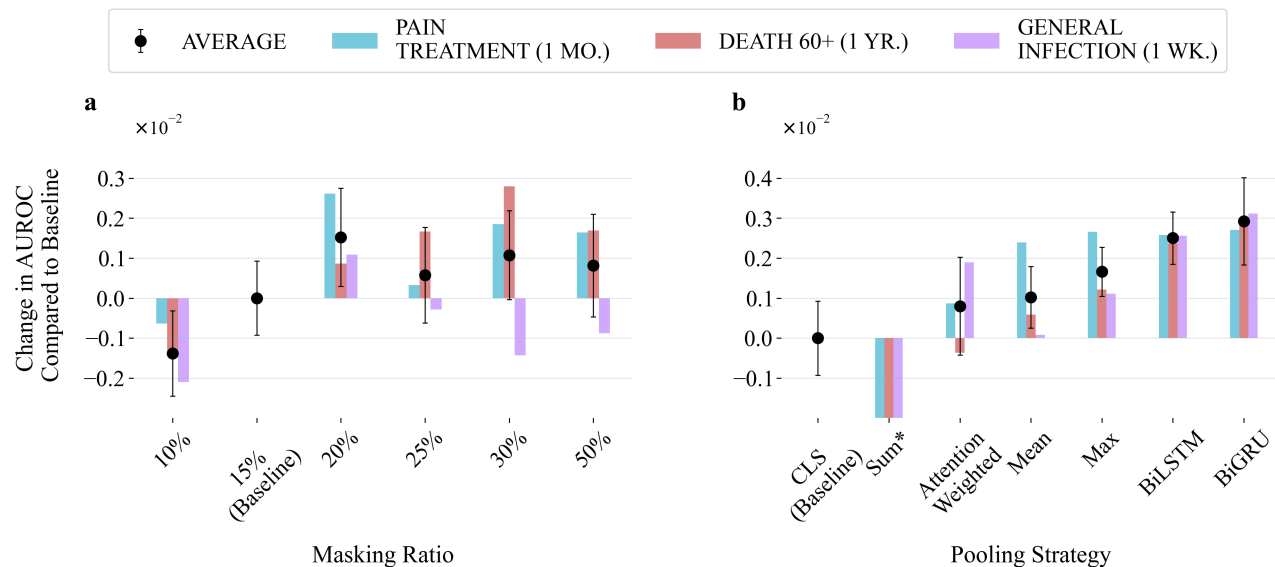 AVERAGE
PAIN
TREATMENT (1 MO.)
DEATH 60+ (1 YR.)
GENERAL
INFECTION (1 WK.)
a
×10⁻²
Change in AUROC
Compared to Baseline
0.3
0.2
0.1
0.0
−0.1
−0.2
10%
15%
(Baseline)
20%
25%
30%
50%
Masking Ratio
b
×10⁻²
0.4
0.3
0.2
0.1
0.0
−0.1
CLS
(Baseline)
Sum*
Attention
Weighted
Mean
Max
BiLSTM
BiGRU
Pooling Strategy